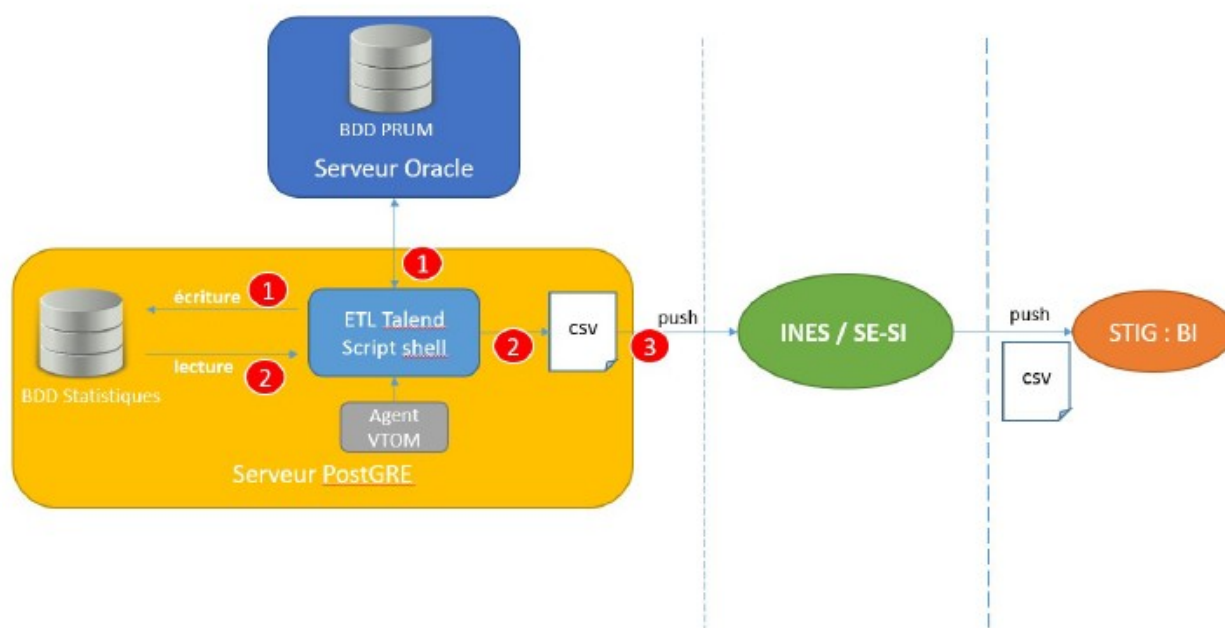 BDD PRUM
Serveur Oracle
1
écriture
1
lecture
2
BDD Statistiques
ETL Talend
Script shell
2
csv
3
push
Agent
VTOM
Serveur PostGRE
INES / SE-SI
push
csv
STIG : BI